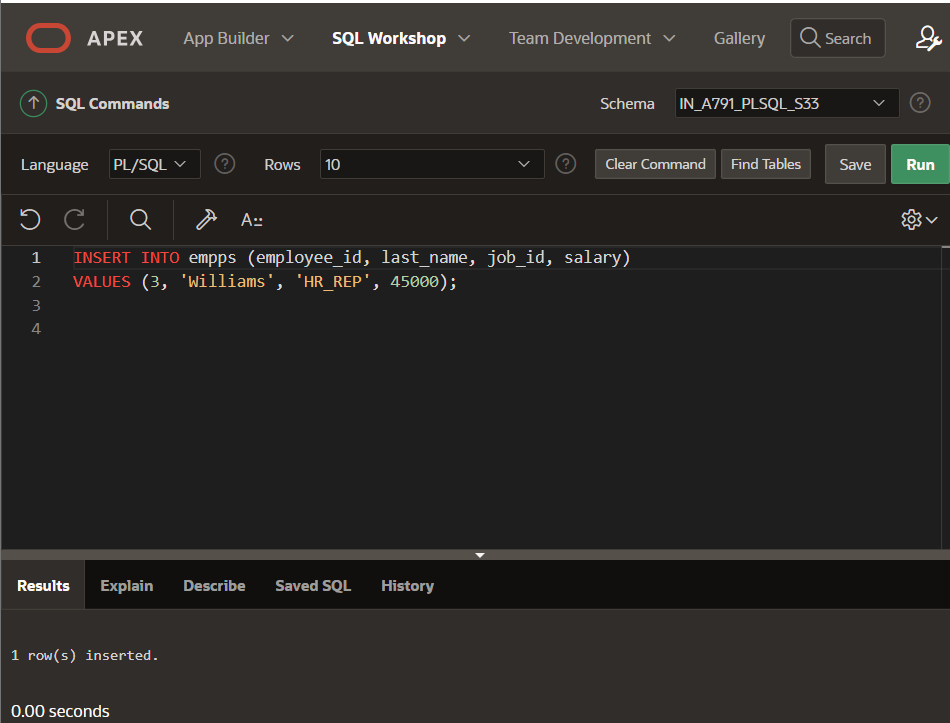 APEX App Builder SQL Workshop Team Development Gallery Search
SQL Commands Schema IN_A791_PLSQL_S33 ?
Language PL/SQL ? Rows 10 ? Clear Command Find Tables Save Run
A::
1 INSERT INTO empps (employee_id, last_name, job_id, salary)
2 VALUES (3, 'Williams', 'HR_REP', 45000);
3
4
Results Explain Describe Saved SQL History
1 row(s) inserted.
0.00 seconds